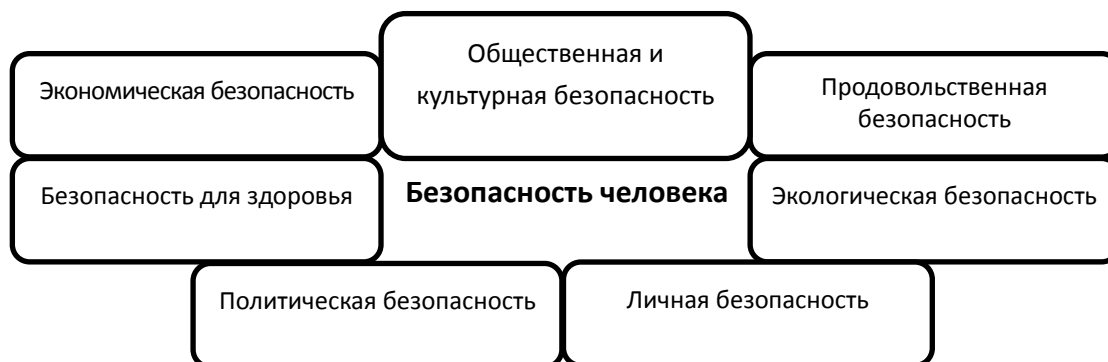 Общественная и
культурная безопасность
Экономическая безопасность
Продовольственная
безопасность
Безопасность для здоровья
Безопасность человека
Экологическая безопасность
Политическая безопасность
Личная безопасность